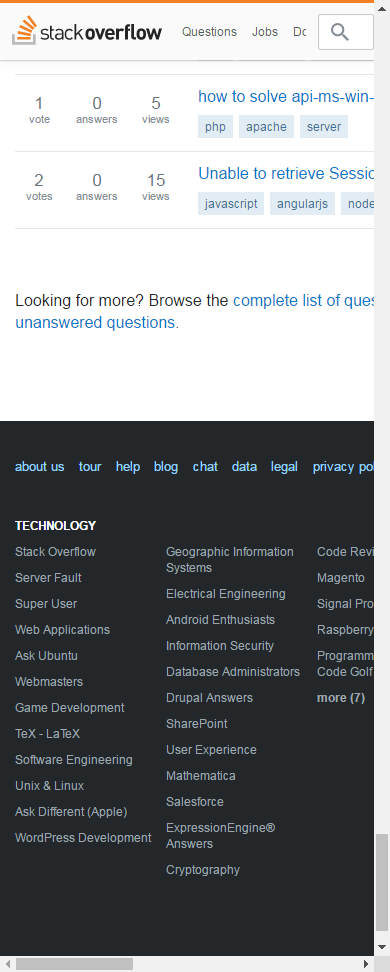 stackoverflow Questions Jobs Do
1 0 5 how to solve api-ms-win-
vote answers views
php apache server
2 0 15 Unable to retrieve Sessio
votes answers views
javascript angularjs node
Looking for more? Browse the complete list of ques
unanswered questions.
about us tour help blog chat data legal privacy pol
TECHNOLOGY
Stack Overflow
Server Fault
Super User
Web Applications
Ask Ubuntu
Webmasters
Game Development
TeX - LaTeX
Software Engineering
Unix & Linux
Ask Different (Apple)
WordPress Development
Geographic Information
Systems
Electrical Engineering
Android Enthusiasts
Information Security
Database Administrators
Drupal Answers
SharePoint
User Experience
Mathematica
Salesforce
ExpressionEngine®
Answers
Cryptography
Code Revi
Magento
Signal Pro
Raspberry
Programm
Code Golf
more (7)